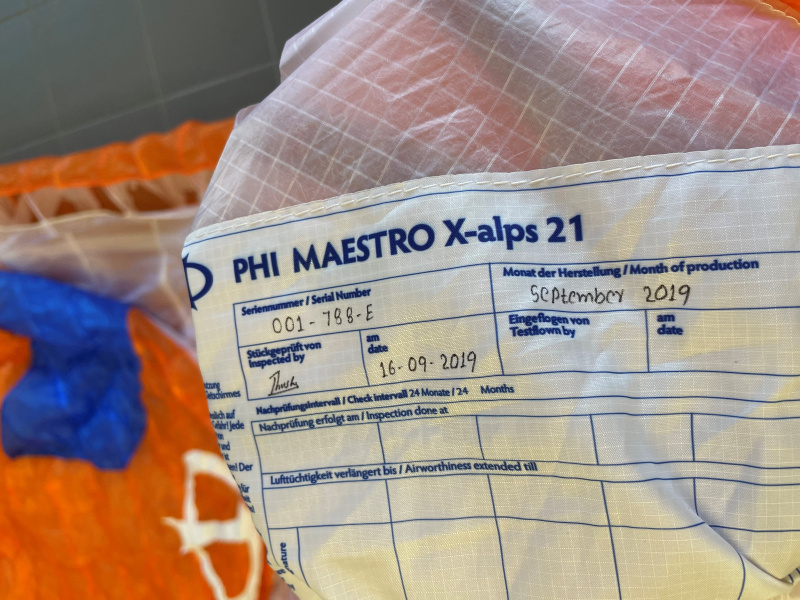 PHI MAESTRO X-alps 21
Seriennummer / Serial Number
001-788-E
Monat der Herstellung / Month of production
September 2019
Stückgeprüft von
Inspected by
am
date
16-09-2019
Eingeflogen von
Testflown by
am
date
Nachprüfungsintervall / Check intervall 24 Monate / 24 Months
Nachprüfung erfolgt am / Inspection done at
Lufttüchtigkeit verlängert bis / Airworthiness extended till